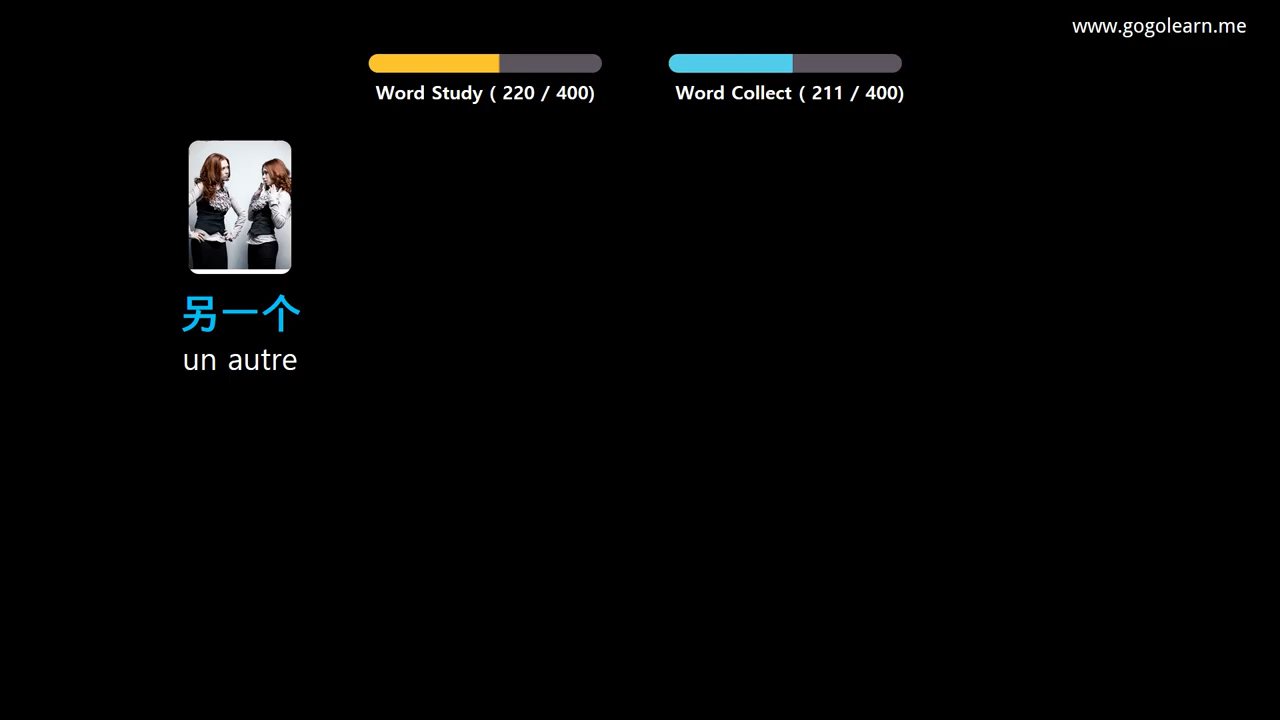 www.gogolearn.me
Word Study ( 220 / 400)
Word Collect ( 211 / 400)
另一个
un autre